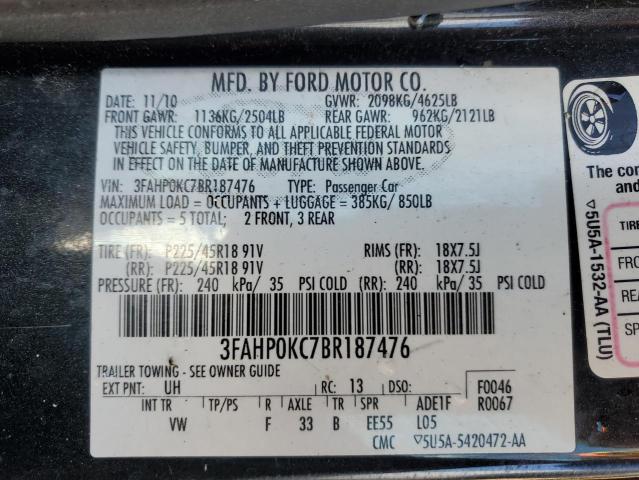 MFD. BY FORD MOTOR CO.
DATE: 11/10 GVWR: 2098KG/4625LB
FRONT GAWR: 1136KG/2504LB REAR GAWR: 962KG/2121LB
THIS VEHICLE CONFORMS TO ALL APPLICABLE FEDERAL MOTOR
VEHICLE SAFETY, BUMPER, AND THEFT PREVENTION STANDARDS
IN EFFECT ON THE DATE OF MANUFACTURE SHOWN ABOVE.
VIN: 3FAHP0KC7BR187476 TYPE: Passenger Car
MAXIMUM LOAD = OCCUPANTS + LUGGAGE = 385KG/ 850LB
OCCUPANTS = 5 TOTAL; 2 FRONT, 3 REAR
TIRE (FR): P225/45R18 91V RIMS (FR): 18X7.5J
(RR): P225/45R18 91V (RR): 18X7.5J
PRESSURE (FR): 240 kPa/ 35 PSI COLD (RR): 240 kPa/35 PSI COLD
3FAHP0KC7BR187476
TRAILER TOWING - SEE OWNER GUIDE
EXT PNT: UH RC: 13 DSO: F0046
INT TR TP/PS R AXLE TR SPR ADE1F R0067
VW F 33 B EE55 L05
CMC ▽5U5A-5420472-AA
The con
and
▽5U5A-1532-AA (TLU)
TIRE
FRO
REA